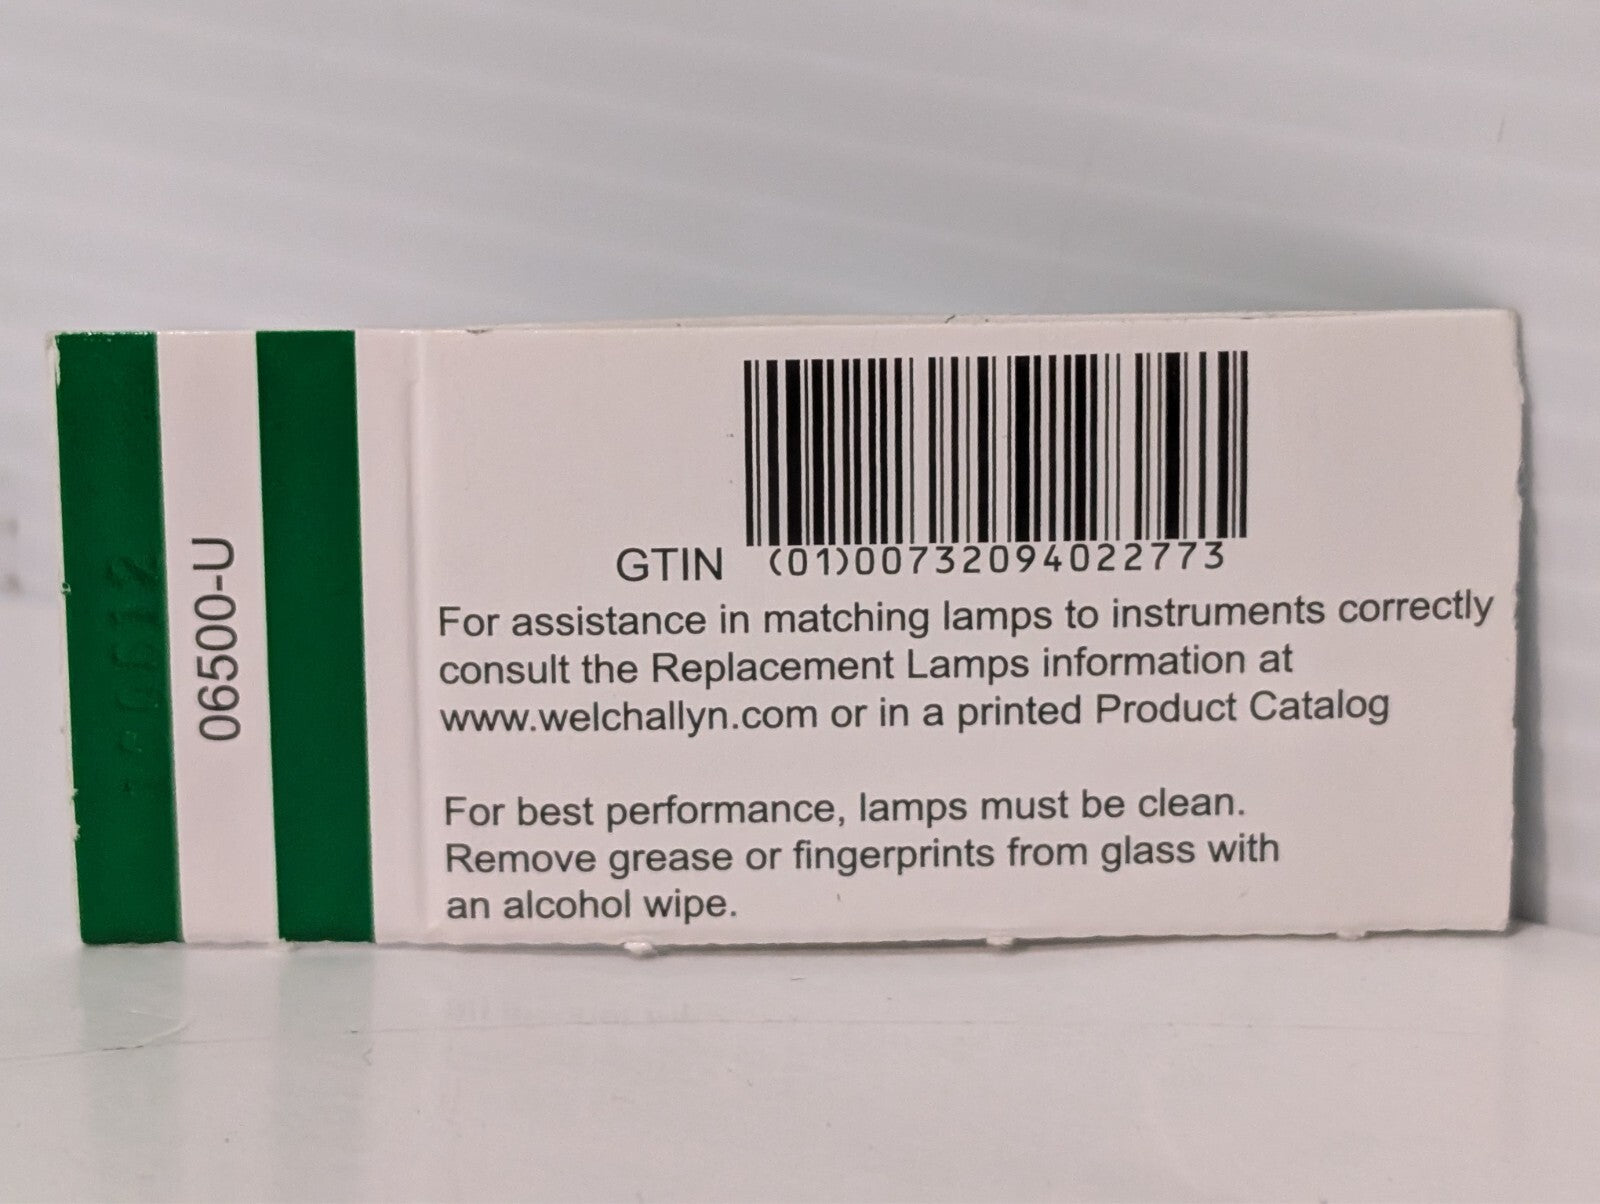 06500-U
GTIN (01)00732094022773
For assistance in matching lamps to instruments correctly
consult the Replacement Lamps information at
www.welchallyn.com or in a printed Product Catalog
For best performance, lamps must be clean.
Remove grease or fingerprints from glass with
an alcohol wipe.